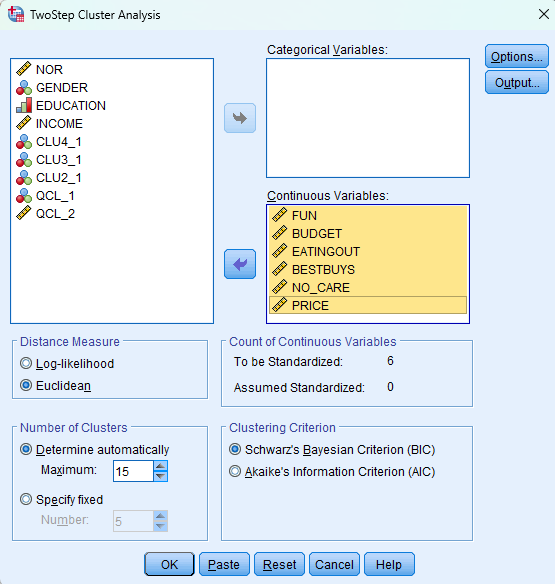 TwoStep Cluster Analysis
NOR
GENDER
EDUCATION
INCOME
CLU4_1
CLU3_1
CLU2_1
QCL_1
QCL_2
Categorical Variables:
Continuous Variables:
FUN
BUDGET
EATINGOUT
BESTBUYS
NO_CARE
PRICE
Options...
Output...
Distance Measure
Log-likelihood
Euclidean
Count of Continuous Variables
To be Standardized: 6
Assumed Standardized: 0
Number of Clusters
Determine automatically
Maximum: 15
Specify fixed
Number: 5
Clustering Criterion
Schwarz's Bayesian Criterion (BIC)
Akaike's Information Criterion (AIC)
OK Paste Reset Cancel Help